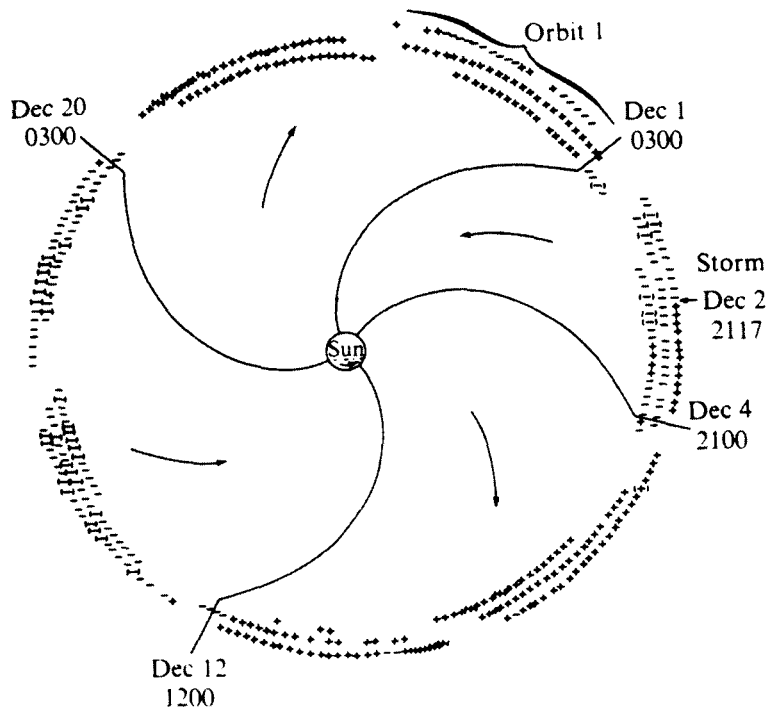 Orbit 1
Dec 20
0300
Dec 1
0300
Storm
Dec 2
2117
Sun
Dec 4
2100
Dec 12
1200